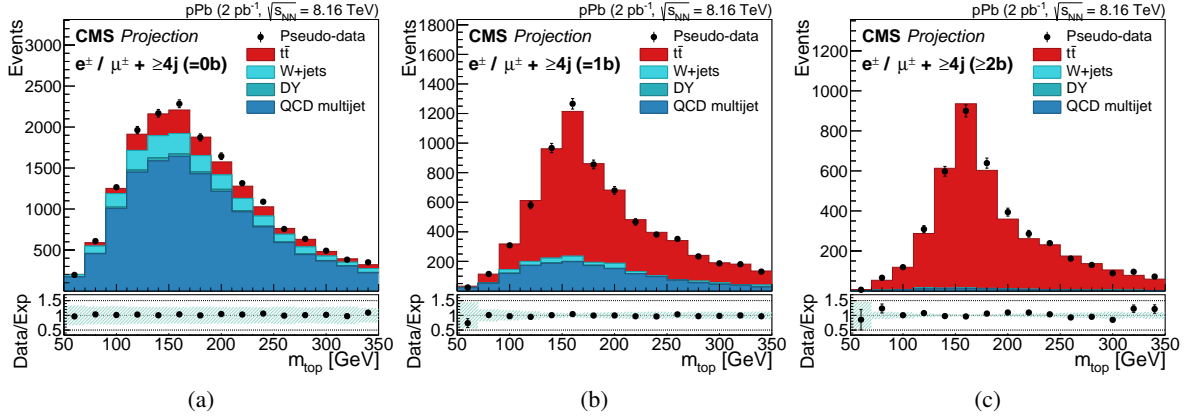 pPb (2 pb⁻¹, √s_NN = 8.16 TeV)
Events
3000
2500
2000
1500
1000
500
CMS Projection
e± / μ± + ≥4j (=0b)
Pseudo-data
tt̄
W+jets
DY
QCD multijet
Data/Exp
1.5
1
0.5
50 100 150 200 250 300 350
m_top [GeV]
(a)
pPb (2 pb⁻¹, √s_NN = 8.16 TeV)
Events
1800
1600
1400
1200
1000
800
600
400
200
CMS Projection
e± / μ± + ≥4j (=1b)
Pseudo-data
tt̄
W+jets
DY
QCD multijet
Data/Exp
1.5
1
0.5
50 100 150 200 250 300 350
m_top [GeV]
(b)
pPb (2 pb⁻¹, √s_NN = 8.16 TeV)
Events
1200
1000
800
600
400
200
CMS Projection
e± / μ± + ≥4j (≥2b)
Pseudo-data
tt̄
W+jets
DY
QCD multijet
Data/Exp
1.5
1
0.5
50 100 150 200 250 300 350
m_top [GeV]
(c)